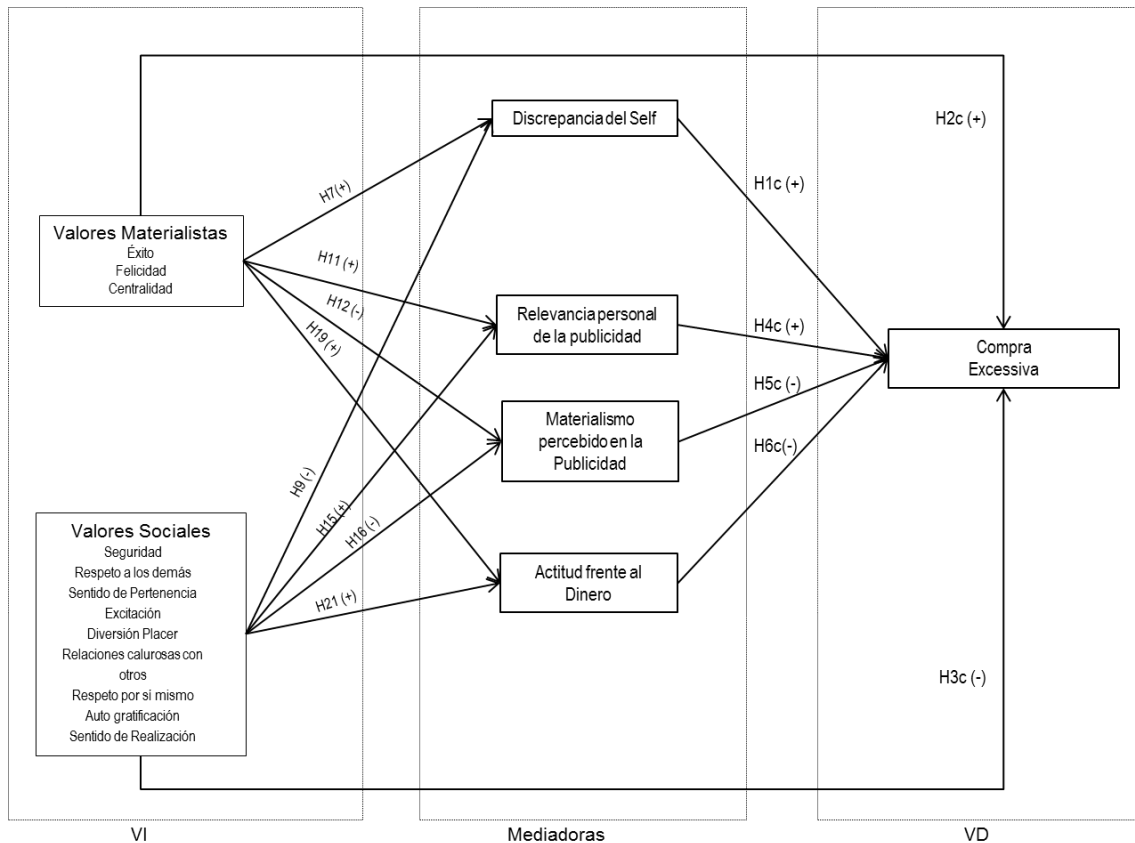 H2c (+)
Discrepancia del Self
H1c (+)
H7(+)
Valores Materialistas
Éxito
Felicidad
Centralidad
H11 (+)
H12 (-)
H19 (+)
Relevancia personal
de la publicidad
H4c (+)
Compra
Excessiva
H5c (-)
Materialismo
percebido en la
Publicidad
H6c(-)
H9 (-)
H15 (+)
H16 (-)
H21 (+)
Valores Sociales
Seguridad
Respeto a los demás
Sentido de Pertenencia
Excitación
Diversión Placer
Relaciones calurosas con
otros
Respeto por si mismo
Auto gratificación
Sentido de Realización
Actitud frente al
Dinero
H3c (-)
VI
Mediadoras
VD